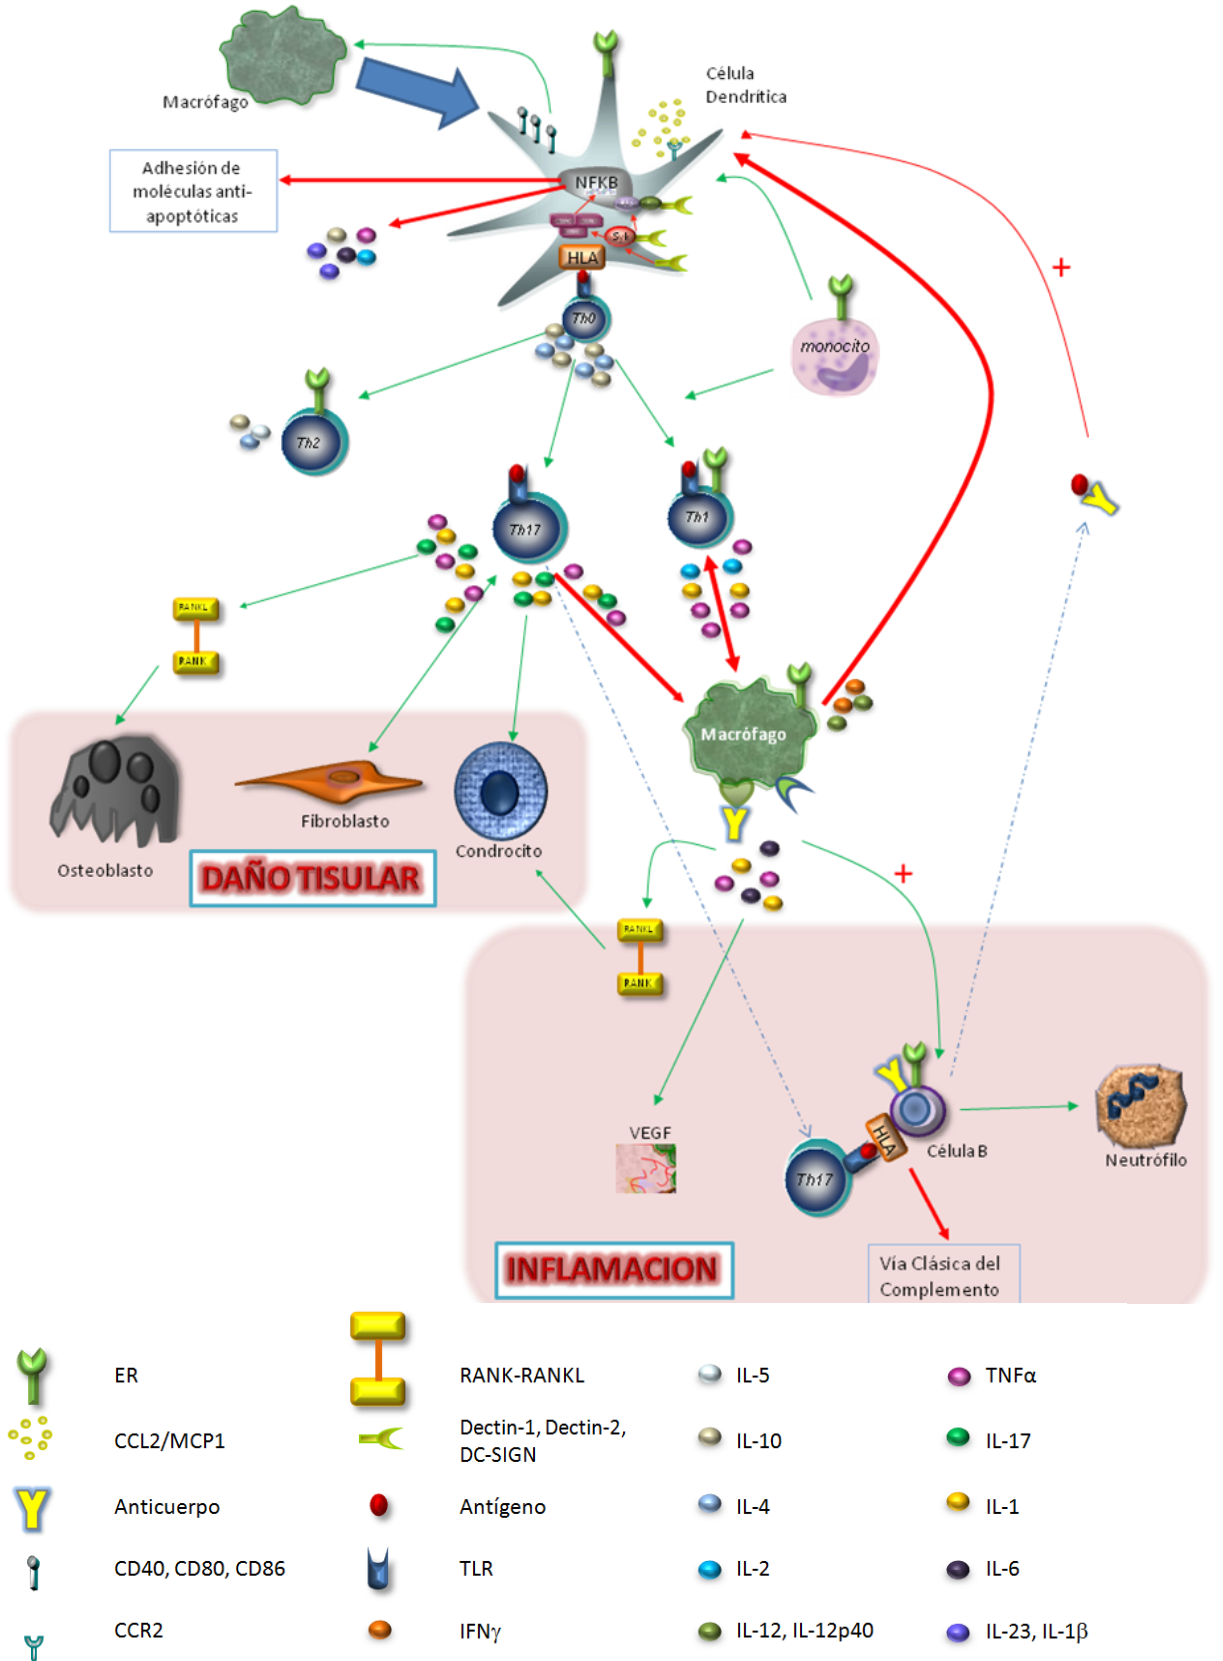 Macrófago
Célula
Dendrítica
Adhesión de
moléculas anti-
apoptóticas
NFKB
HLA
Th0
monocito
+
Th2
Th17
Th1
RANKL
RANK
Macrófago
Osteoblasto
Fibroblasto
Condrocito
DAÑO TISULAR
+
RANKL
RANK
VEGF
HLA
Célula B
Th17
Neutrófilo
INFLAMACION
Vía Clásica del
Complemento
ER
RANK-RANKL
IL-5
TNFα
CCL2/MCP1
Dectin-1, Dectin-2,
DC-SIGN
IL-10
IL-17
Anticuerpo
Antígeno
IL-4
IL-1
CD40, CD80, CD86
TLR
IL-2
IL-6
CCR2
IFNγ
IL-12, IL-12p40
IL-23, IL-1β